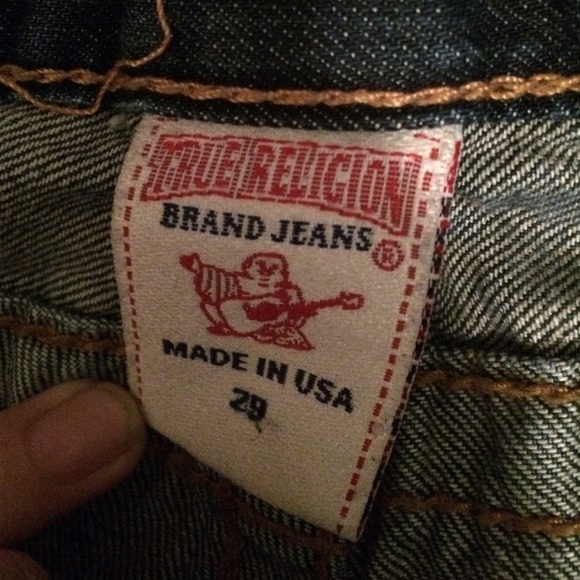 TRUE RELIGION
BRAND JEANS®
MADE IN USA
29